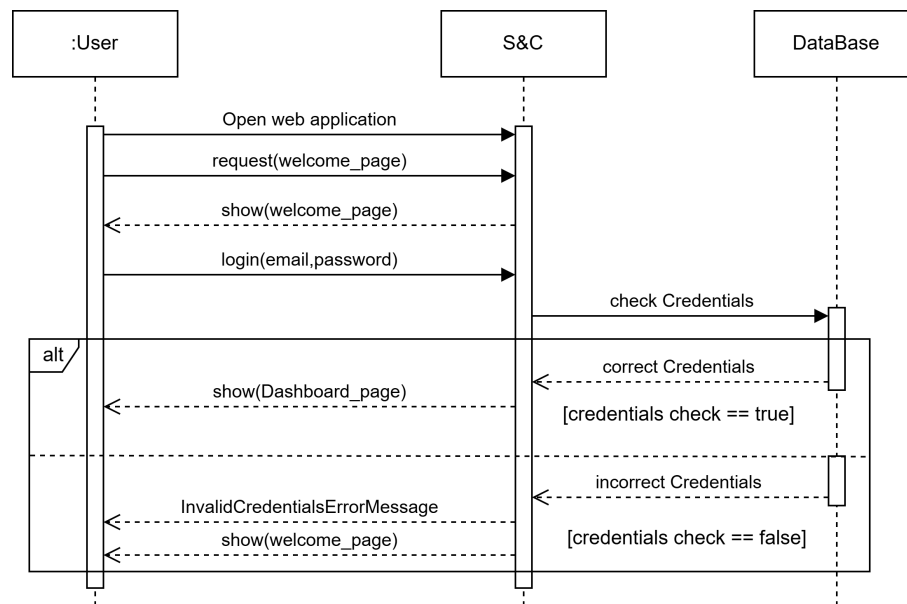 :User
S&C
DataBase
Open web application
request(welcome_page)
show(welcome_page)
login(email,password)
check Credentials
alt
correct Credentials
show(Dashboard_page)
[credentials check == true]
incorrect Credentials
InvalidCredentialsErrorMessage
show(welcome_page)
[credentials check == false]